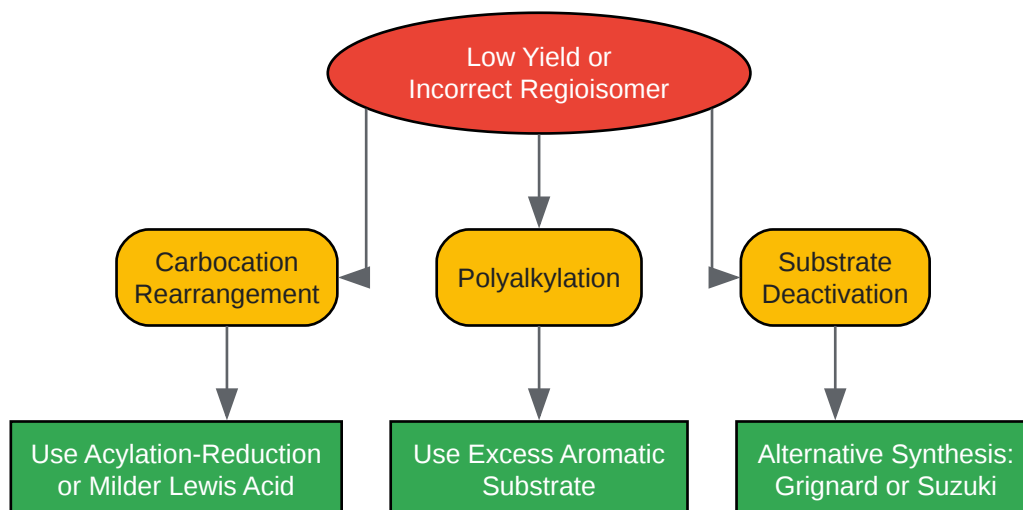 Low Yield or
Incorrect Regioisomer
Carbocation
Rearrangement
Polyalkylation
Substrate
Deactivation
Use Acylation-Reduction
or Milder Lewis Acid
Use Excess Aromatic
Substrate
Alternative Synthesis:
Grignard or Suzuki